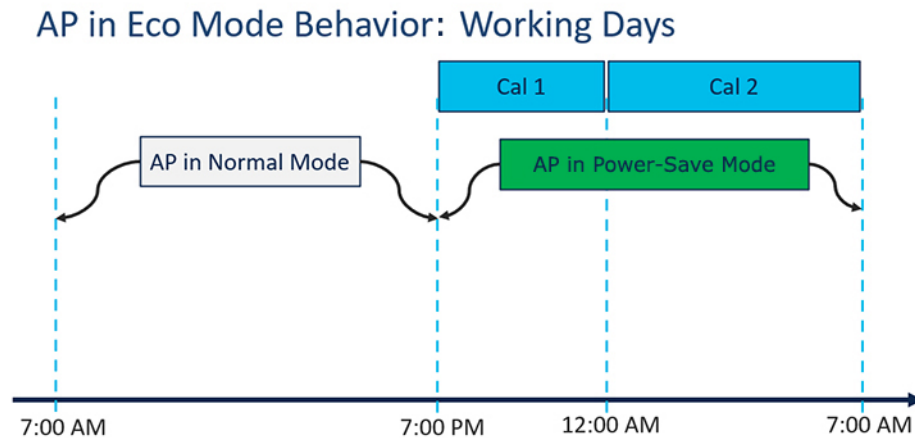 AP in Eco Mode Behavior: Working Days
Cal 1
Cal 2
AP in Normal Mode
AP in Power-Save Mode
7:00 AM
7:00 PM
12:00 AM
7:00 AM